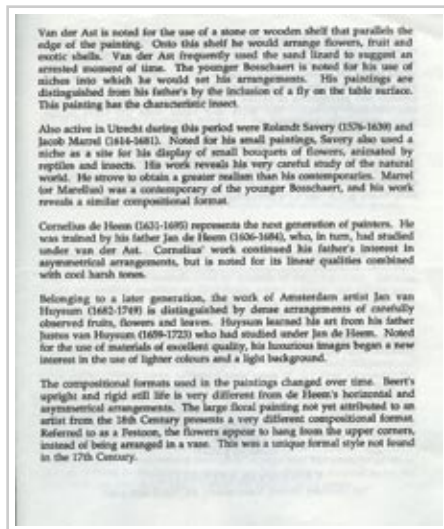 Van der Ast is noted for the use of a stone or wooden shelf that parallels the
edge of the painting. Onto this shelf he would arrange flowers, fruit and
exotic shells. Van der Ast frequently used the sand lizard to suggest an
arrested moment of time. The younger Bosschaert is noted for his use of
niches into which he would set his arrangements. His paintings are
distinguished from his father's by the inclusion of a fly on the table surface.
This painting has the characteristic insect.
Also active in Utrecht during this period were Rolandt Savery (1576-1639) and
Jacob Marrel (1614-1681). Noted for his small paintings, Savery also used a
niche as a site for his display of small bouquets of flowers, animated by
reptiles and insects. His work reveals his very careful study of the natural
world. He strove to obtain a greater realism than his contemporaries. Marrel
(or Marellus) was a contemporary of the younger Bosschaert, and his work
reveals a similar compositional format.
Cornelius de Heem (1631-1695) represents the next generation of painters. He
was trained by his father Jan de Heem (1606-1684), who, in turn, had studied
under van der Ast. Cornelius' work continued his father's interest in
asymmetrical arrangements, but is noted for its linear qualities combined
with cool harsh tones.
Belonging to a later generation, the work of Amsterdam artist Jan van
Huysum (1682-1749) is distinguished by dense arrangements of carefully
observed fruits, flowers and leaves. Huysum learned his art from his father
Justus van Huysum (1659-1723) who had studied under Jan de Heem. Noted
for the use of materials of excellent quality, his luxurious images began a new
interest in the use of lighter colours and a light background.
The compositional formats used in the paintings changed over time. Beert's
upright and rigid still life is very different from de Heem's horizontal and
asymmetrical arrangements. The large floral painting not yet attributed to an
artist from the 18th Century presents a very different compositional format.
Referred to as a Festoon, the flowers appear to hang from the upper corners,
instead of being arranged in a vase. This was a unique formal style not found
in the 17th Century.